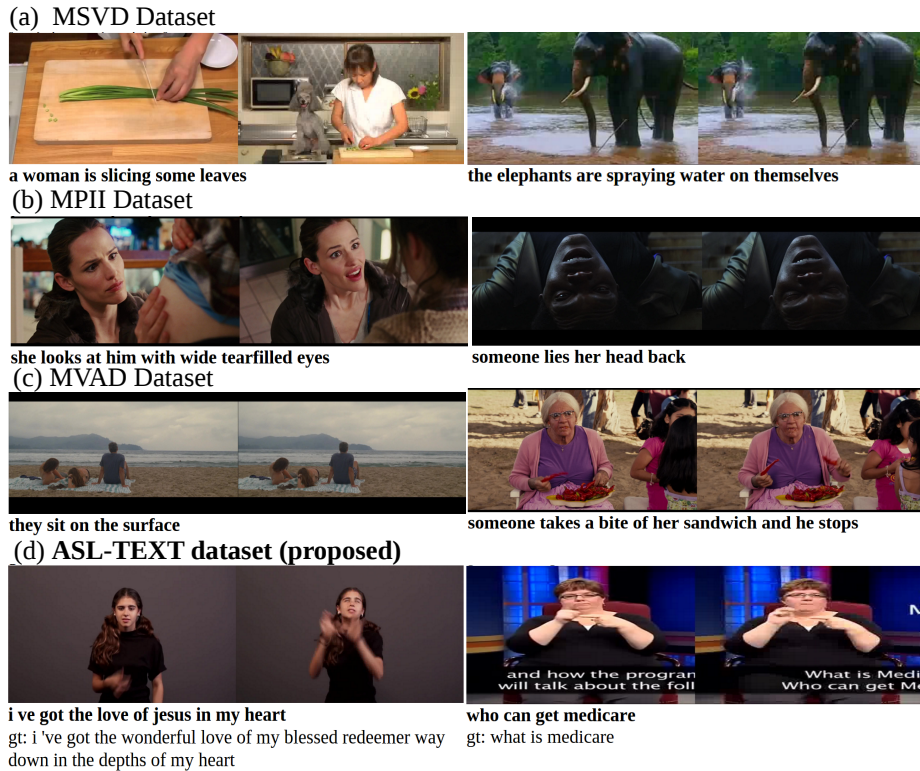 (a) MSVD Dataset
a woman is slicing some leaves
the elephants are spraying water on themselves
(b) MPII Dataset
she looks at him with wide tearfilled eyes
someone lies her head back
(c) MVAD Dataset
they sit on the surface
someone takes a bite of her sandwich and he stops
(d) ASL-TEXT dataset (proposed)
and how the program
will talk about the foll
N
What is Medi
Who can get Me
i ve got the love of jesus in my heart
gt: i 've got the wonderful love of my blessed redeemer way
down in the depths of my heart
who can get medicare
gt: what is medicare